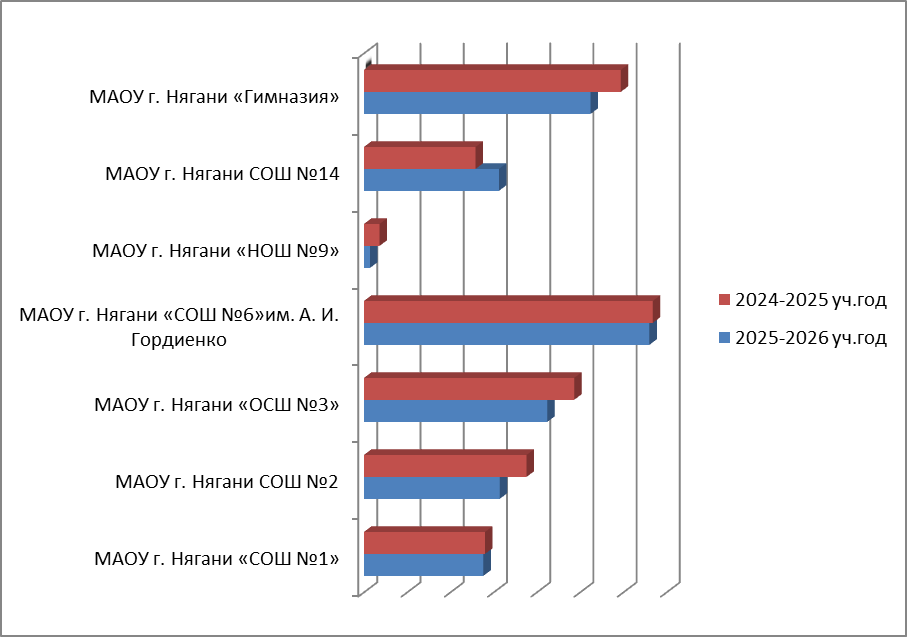 МАОУ г. Нягани «Гимназия»
МАОУ г. Нягани СОШ №14
МАОУ г. Нягани «НОШ №9»
МАОУ г. Нягани «СОШ №6»им. А. И.
Гордиенко
МАОУ г. Нягани «ОСШ №3»
МАОУ г. Нягани СОШ №2
МАОУ г. Нягани «СОШ №1»
2024-2025 уч.год
2025-2026 уч.год